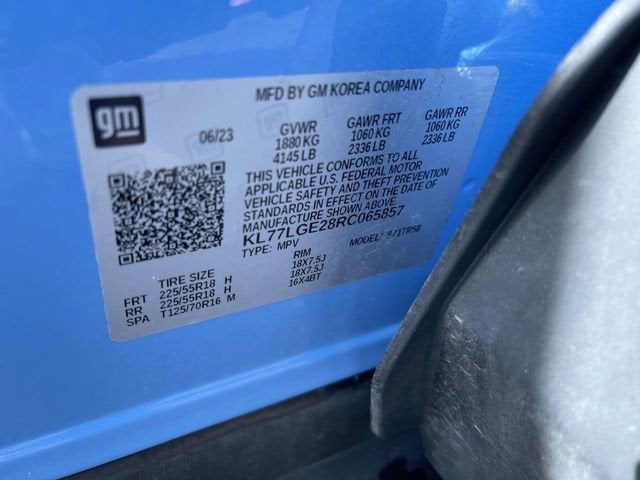 MFD BY GM KOREA COMPANY
gm
06/23
GVWR GAWR FRT GAWR RR
1880 KG 1060 KG 1060 KG
4145 LB 2336 LB 2336 LB
THIS VEHICLE CONFORMS TO ALL
APPLICABLE U.S. FEDERAL MOTOR
VEHICLE SAFETY AND THEFT PREVENTION
STANDARDS IN EFFECT ON THE DATE OF
MANUFACTURE SHOWN ABOVE.
KL77LGE28RC065857
TYPE: MPV MODEL: B/1TR58
TIRE SIZE RIM
FRT 225/55R18 H 18X7.5J
RR 225/55R18 H 18X7.5J
SPA T125/70R16 M 16X4BT